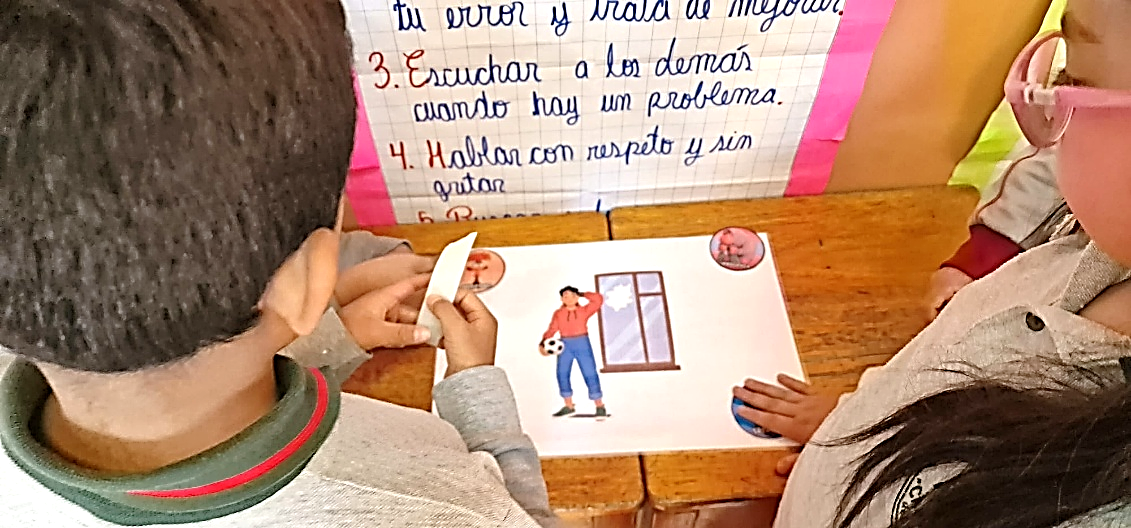 tu error y trata de mejorar.
3. Escuchar a los demás
cuando hay un problema.
4. Hablar con respeto y sin
gritar
5.